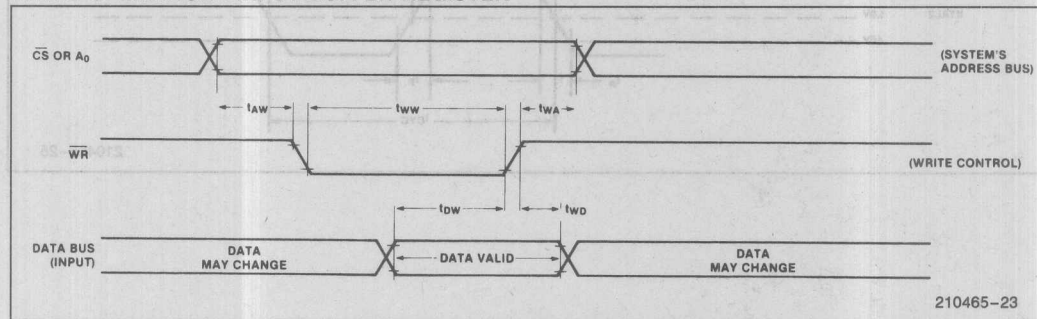 CS OR A0
(SYSTEM'S
ADDRESS BUS)
tAW
tWW
tWA
WR
(WRITE CONTROL)
tDW
tWD
DATA BUS
(INPUT)
DATA
MAY CHANGE
DATA VALID
DATA
MAY CHANGE
210465-23